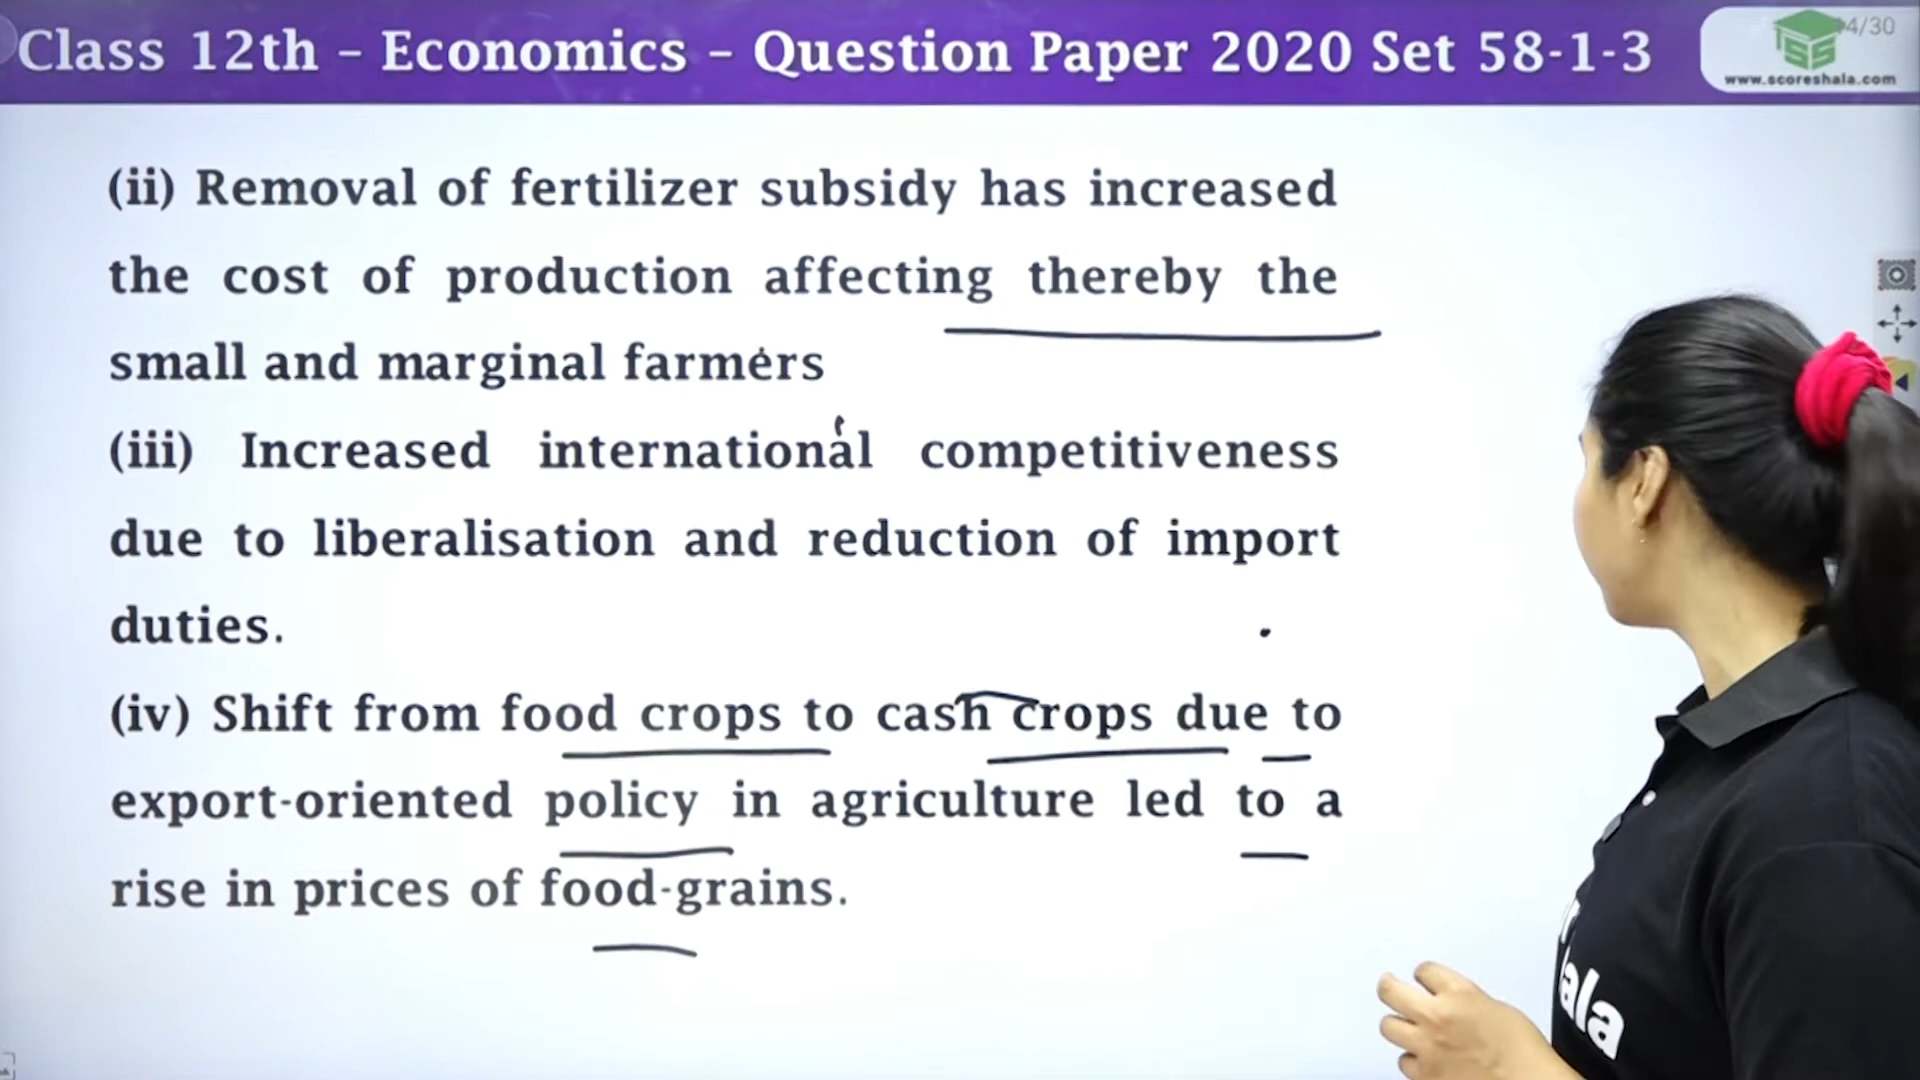 Class 12th - Economics - Question Paper 2020 Set 58-1-3
4/30
www.scoreshala.com
(ii) Removal of fertilizer subsidy has increased
the cost of production affecting thereby the
small and marginal farmers
(iii) Increased international competitiveness
due to liberalisation and reduction of import
duties.
(iv) Shift from food crops to cash crops due to
export-oriented policy in agriculture led to a
rise in prices of food-grains.
ala